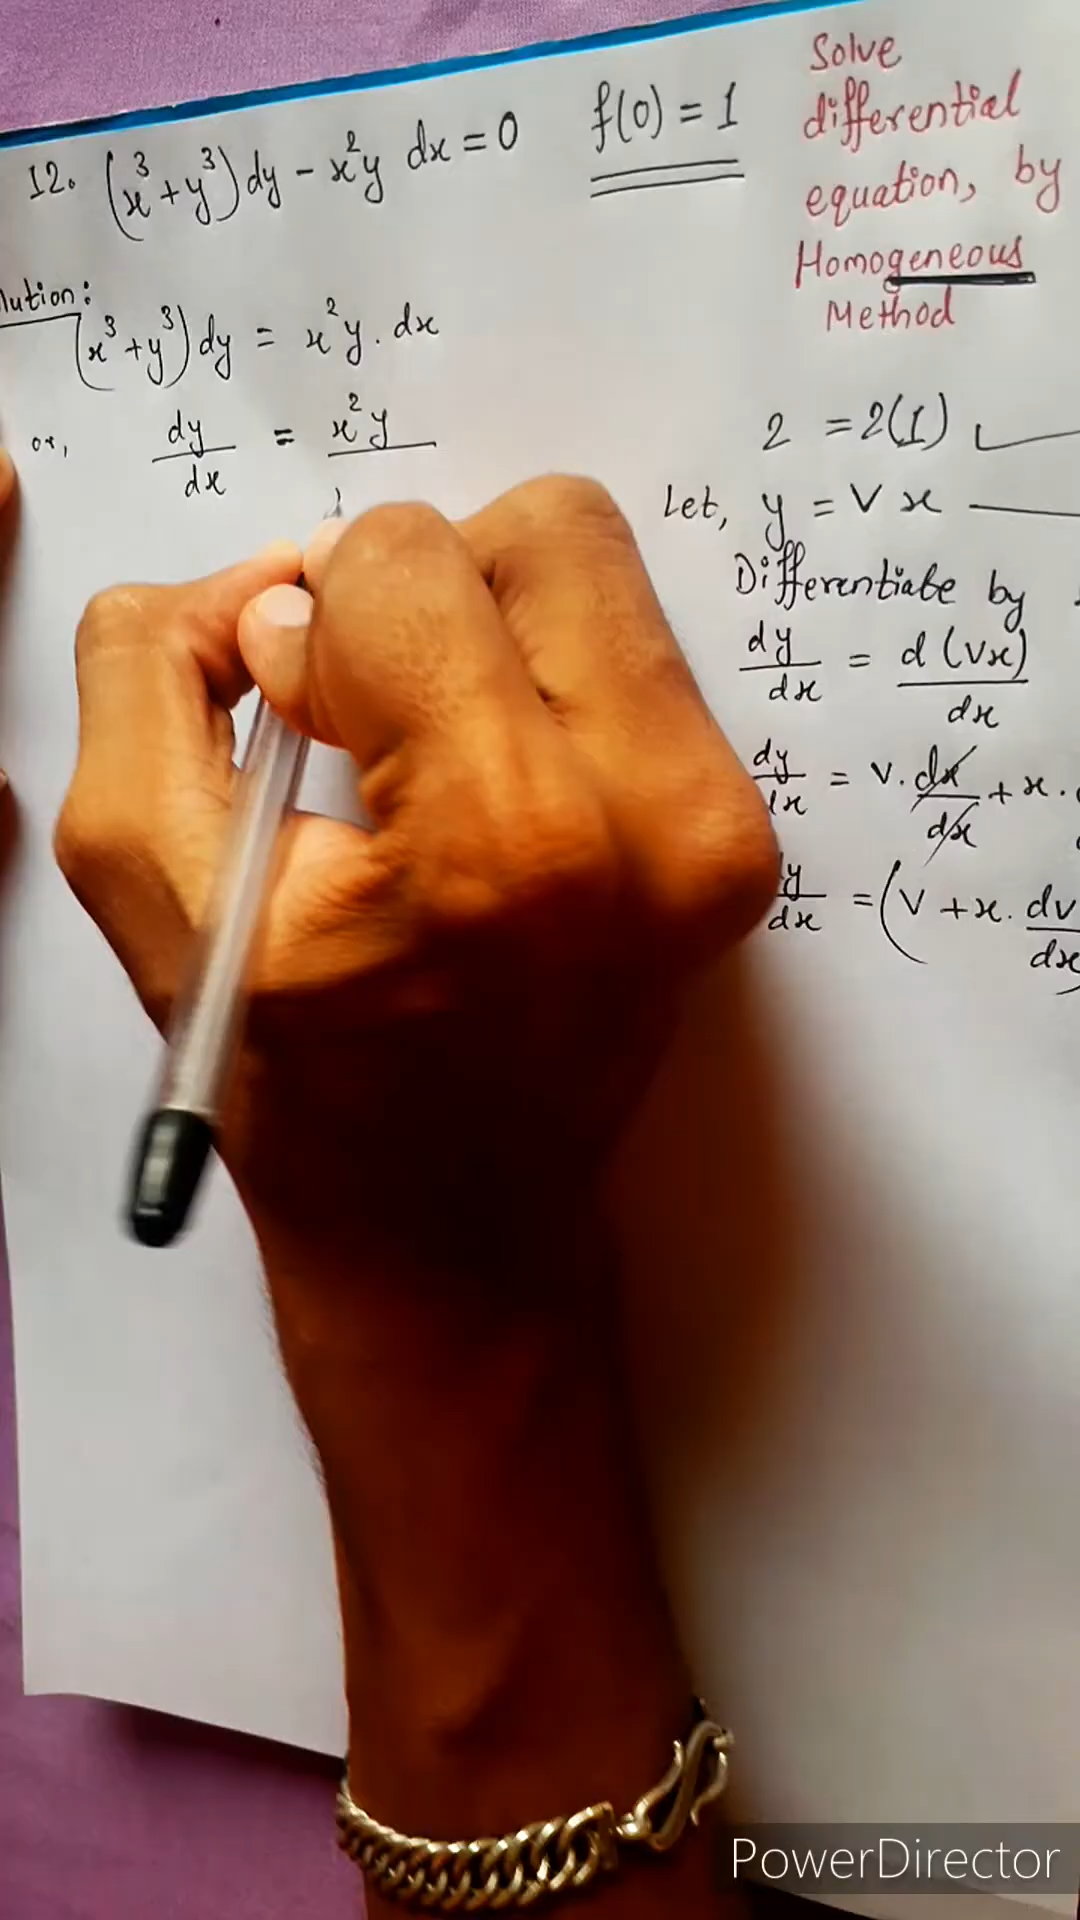 12. (x³+y³)dy - x²y dx = 0
f(0) = 1
Solve
differential
equation, by
Homogeneous
Method
lution:
(x³+y³)dy = x²y. dx
or, dy/dx = x²y
2 = 2(1)
Let, y = Vx
Differentiate by
dy/dx = d(Vx)/dx
dy/dx = V. dx/dx + x.
y/dx = (V + x. dv/dx
PowerDirector